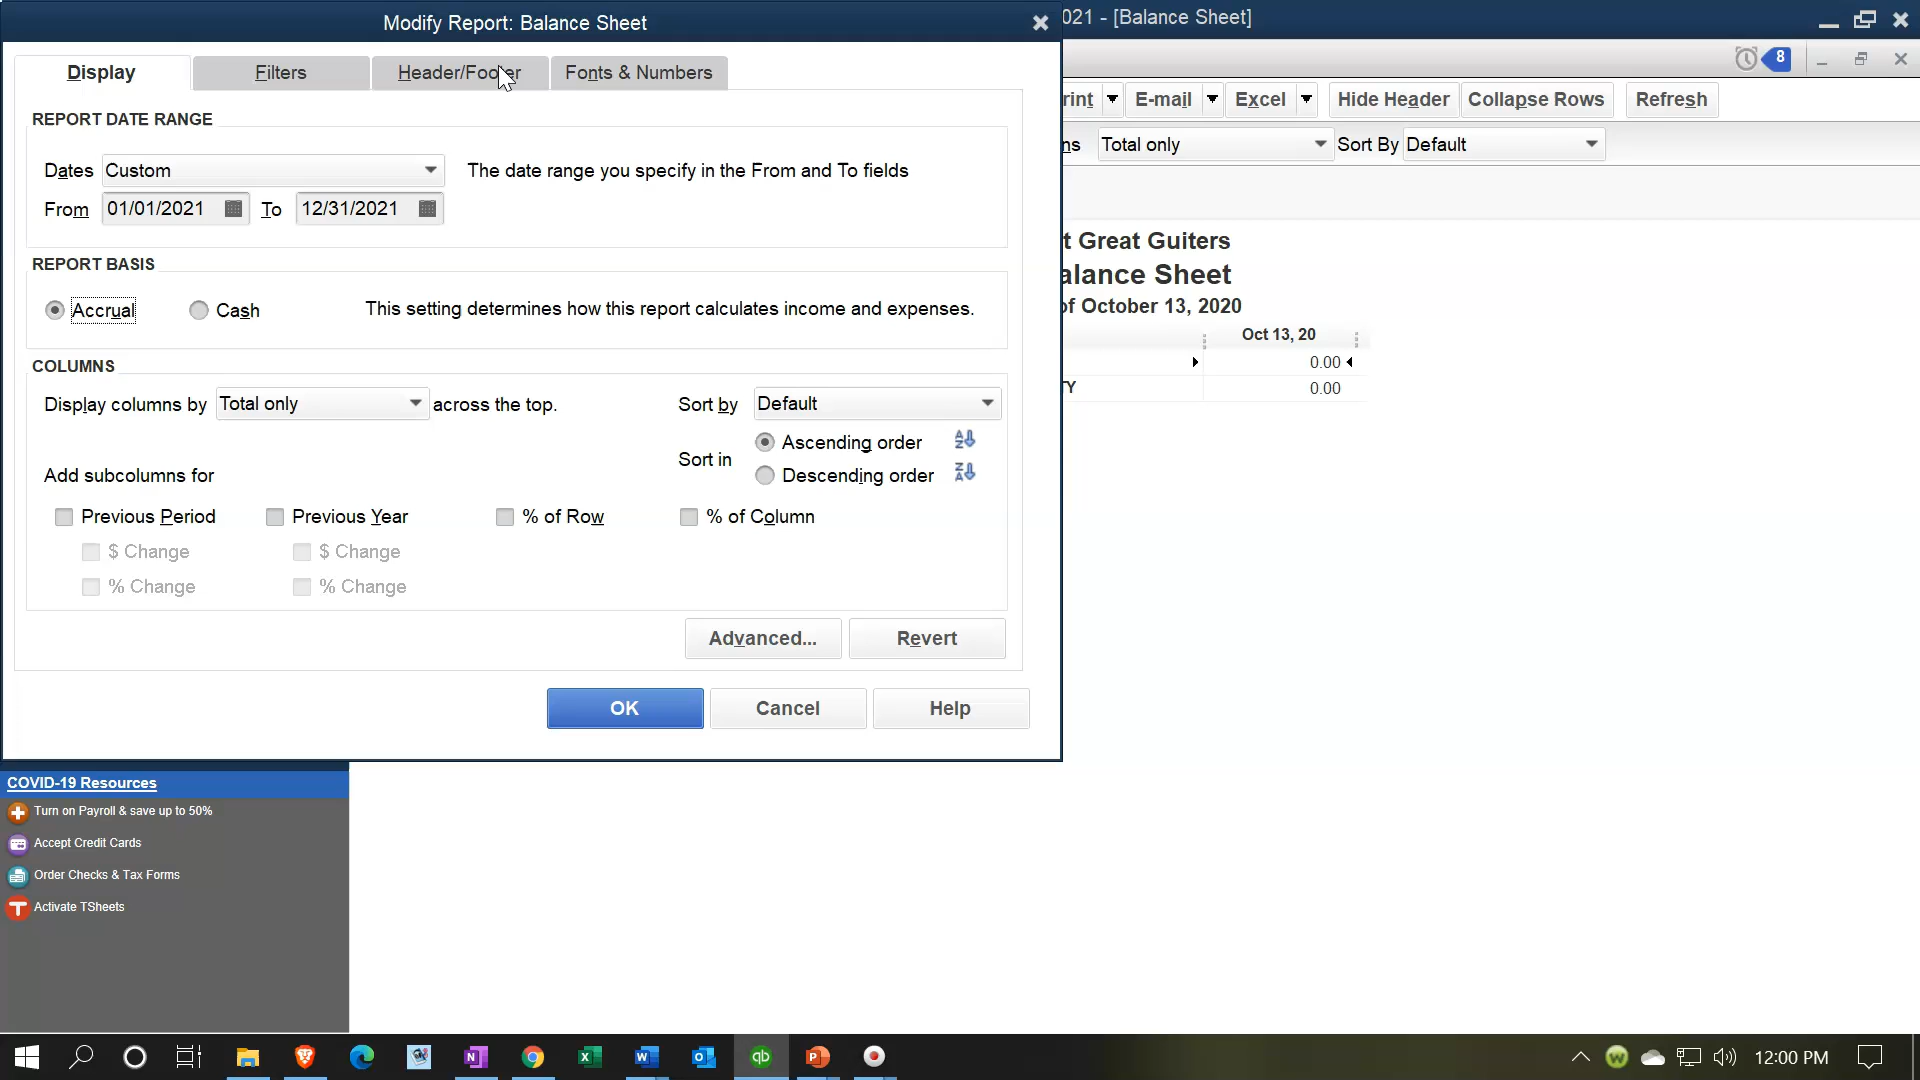 Modify Report: Balance Sheet
021 - [Balance Sheet]
8
Display
Filters
Header/Footer
Fonts & Numbers
rint
E-mail
Excel
Hide Header
Collapse Rows
Refresh
ns
Total only
Sort By
Default
REPORT DATE RANGE
Dates
Custom
The date range you specify in the From and To fields
From
01/01/2021
To
12/31/2021
REPORT BASIS
Accrual
Cash
This setting determines how this report calculates income and expenses.
COLUMNS
Display columns by
Total only
across the top.
Sort by
Default
Sort in
Ascending order
Descending order
Add subcolumns for
Previous Period
Previous Year
% of Row
% of Column
$ Change
$ Change
% Change
% Change
Advanced...
Revert
OK
Cancel
Help
t Great Guiters
alance Sheet
of October 13, 2020
Oct 13, 20
0.00
TY
0.00
COVID-19 Resources
Turn on Payroll & save up to 50%
Accept Credit Cards
Order Checks & Tax Forms
Activate TSheets
12:00 PM